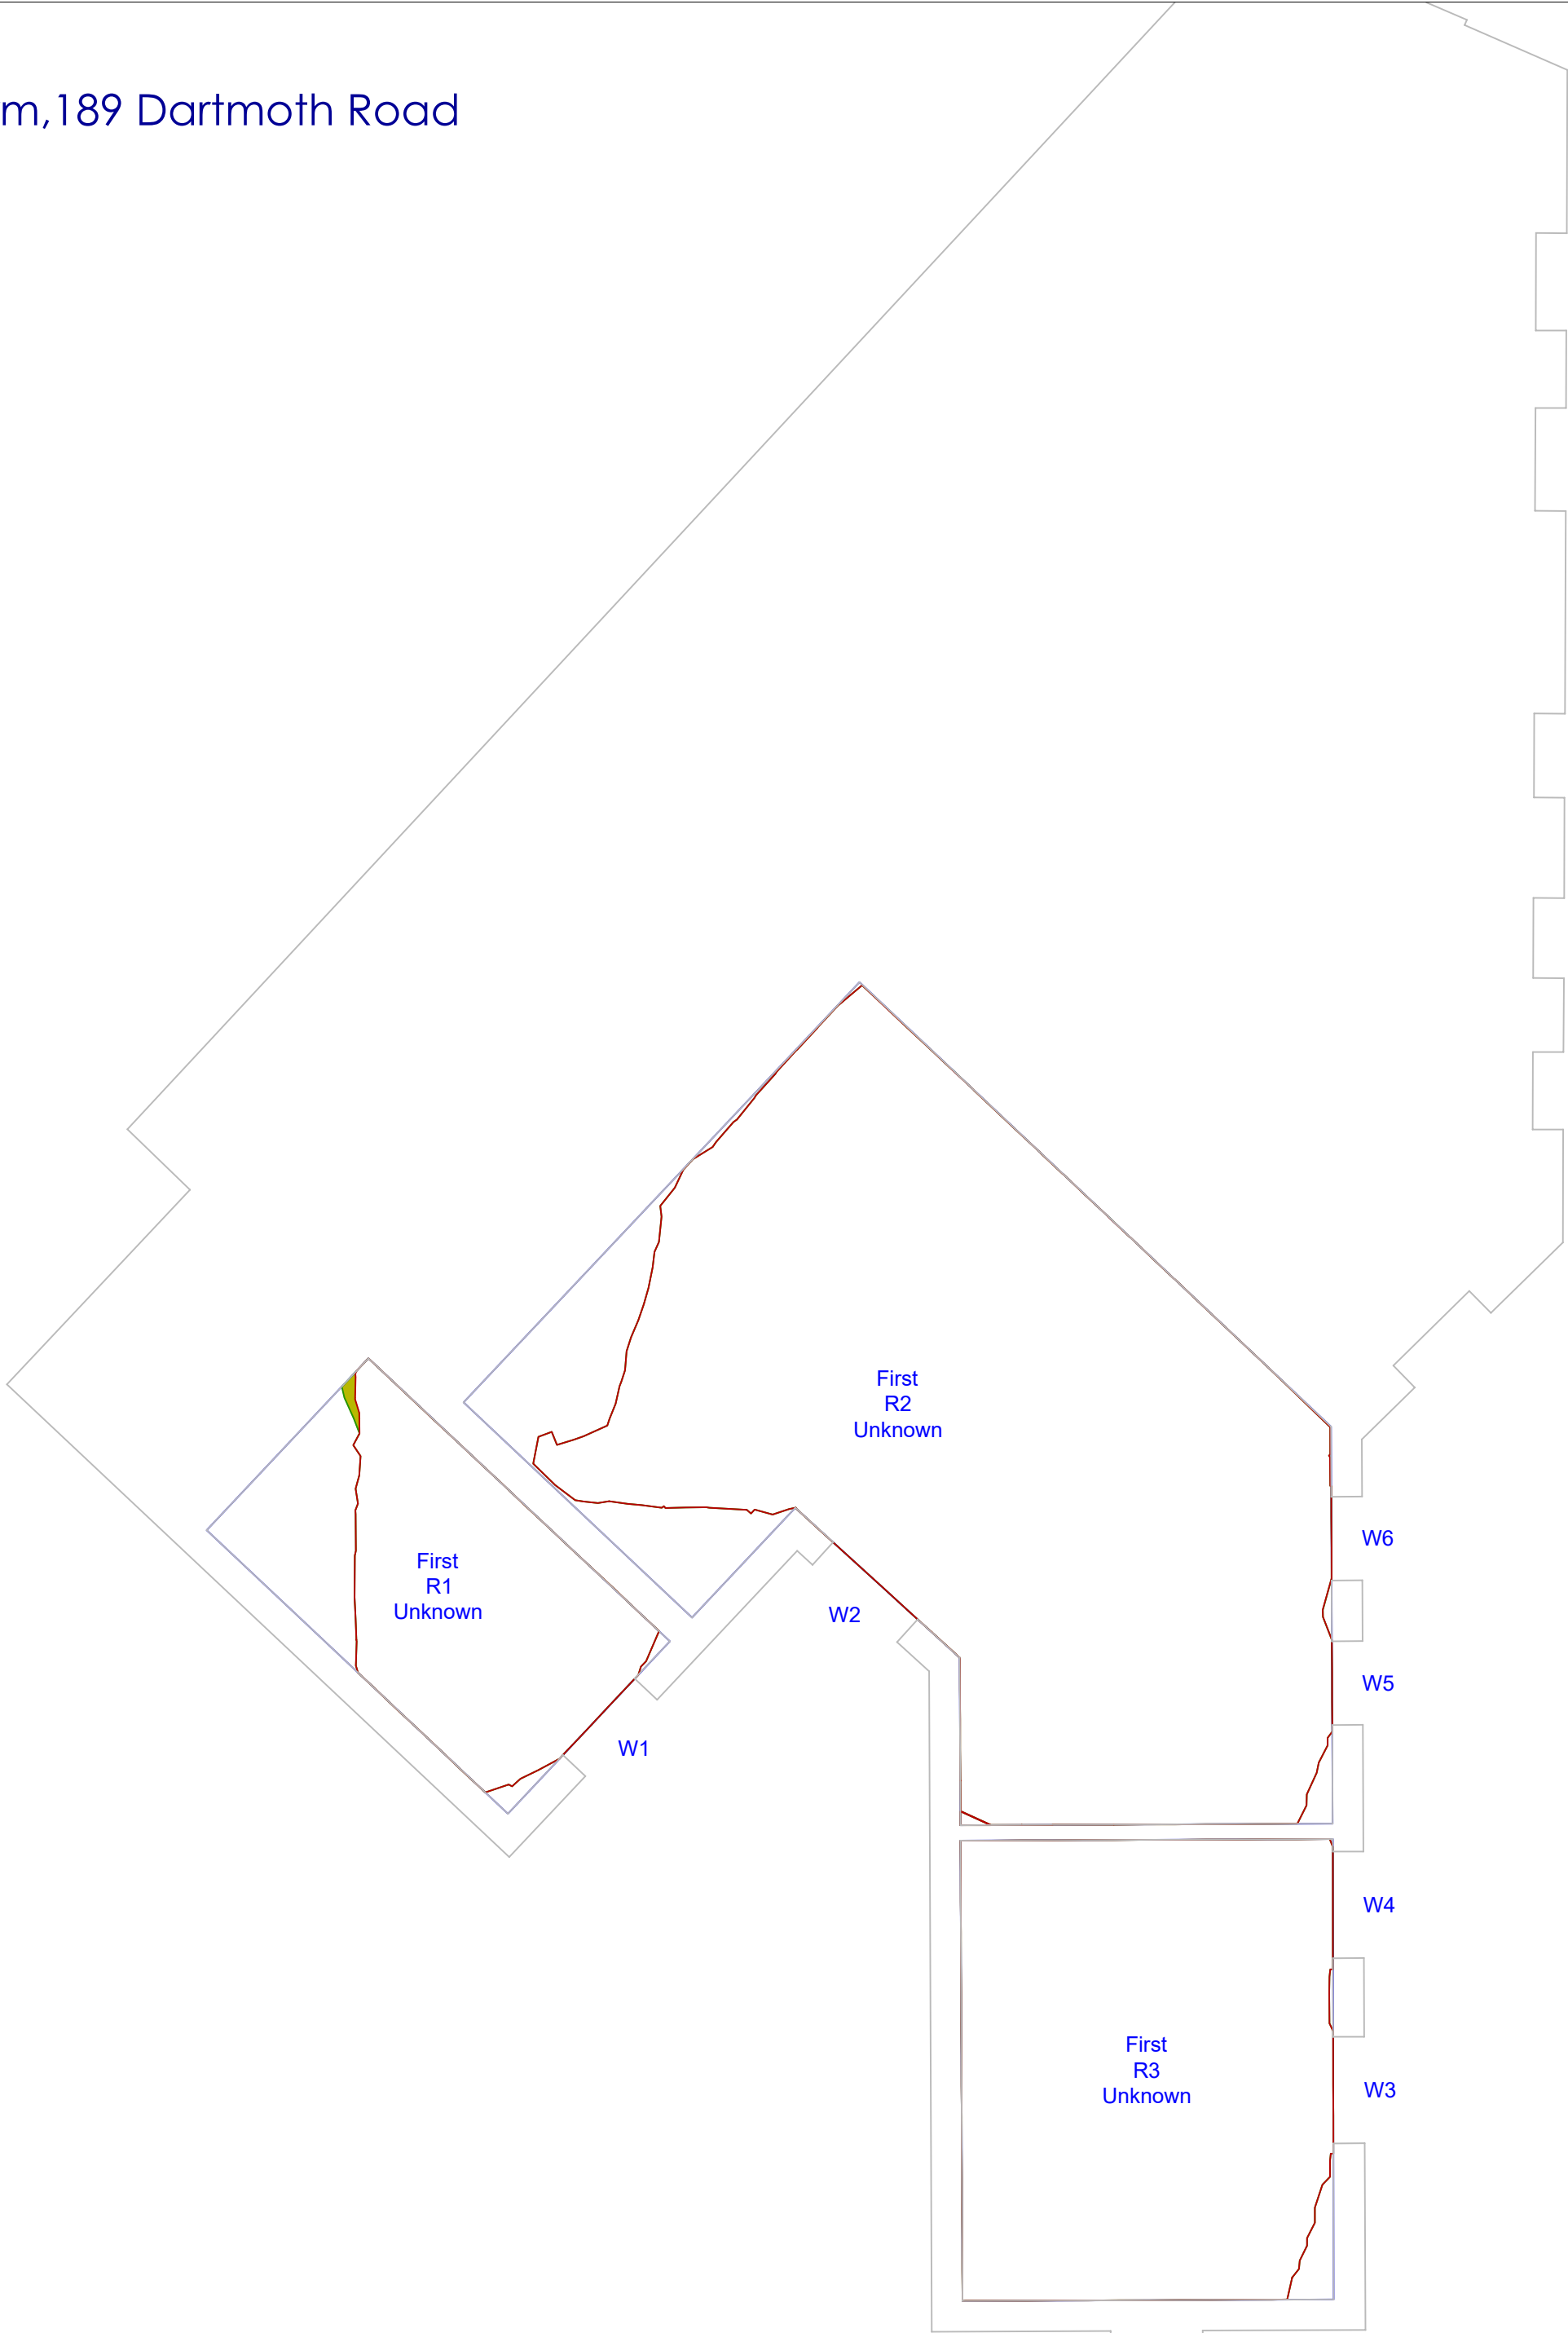 m,189 Dartmoth Road
First
R2
Unknown
W6
First
R1
Unknown
W2
W5
W1
W4
First
R3
Unknown
W3